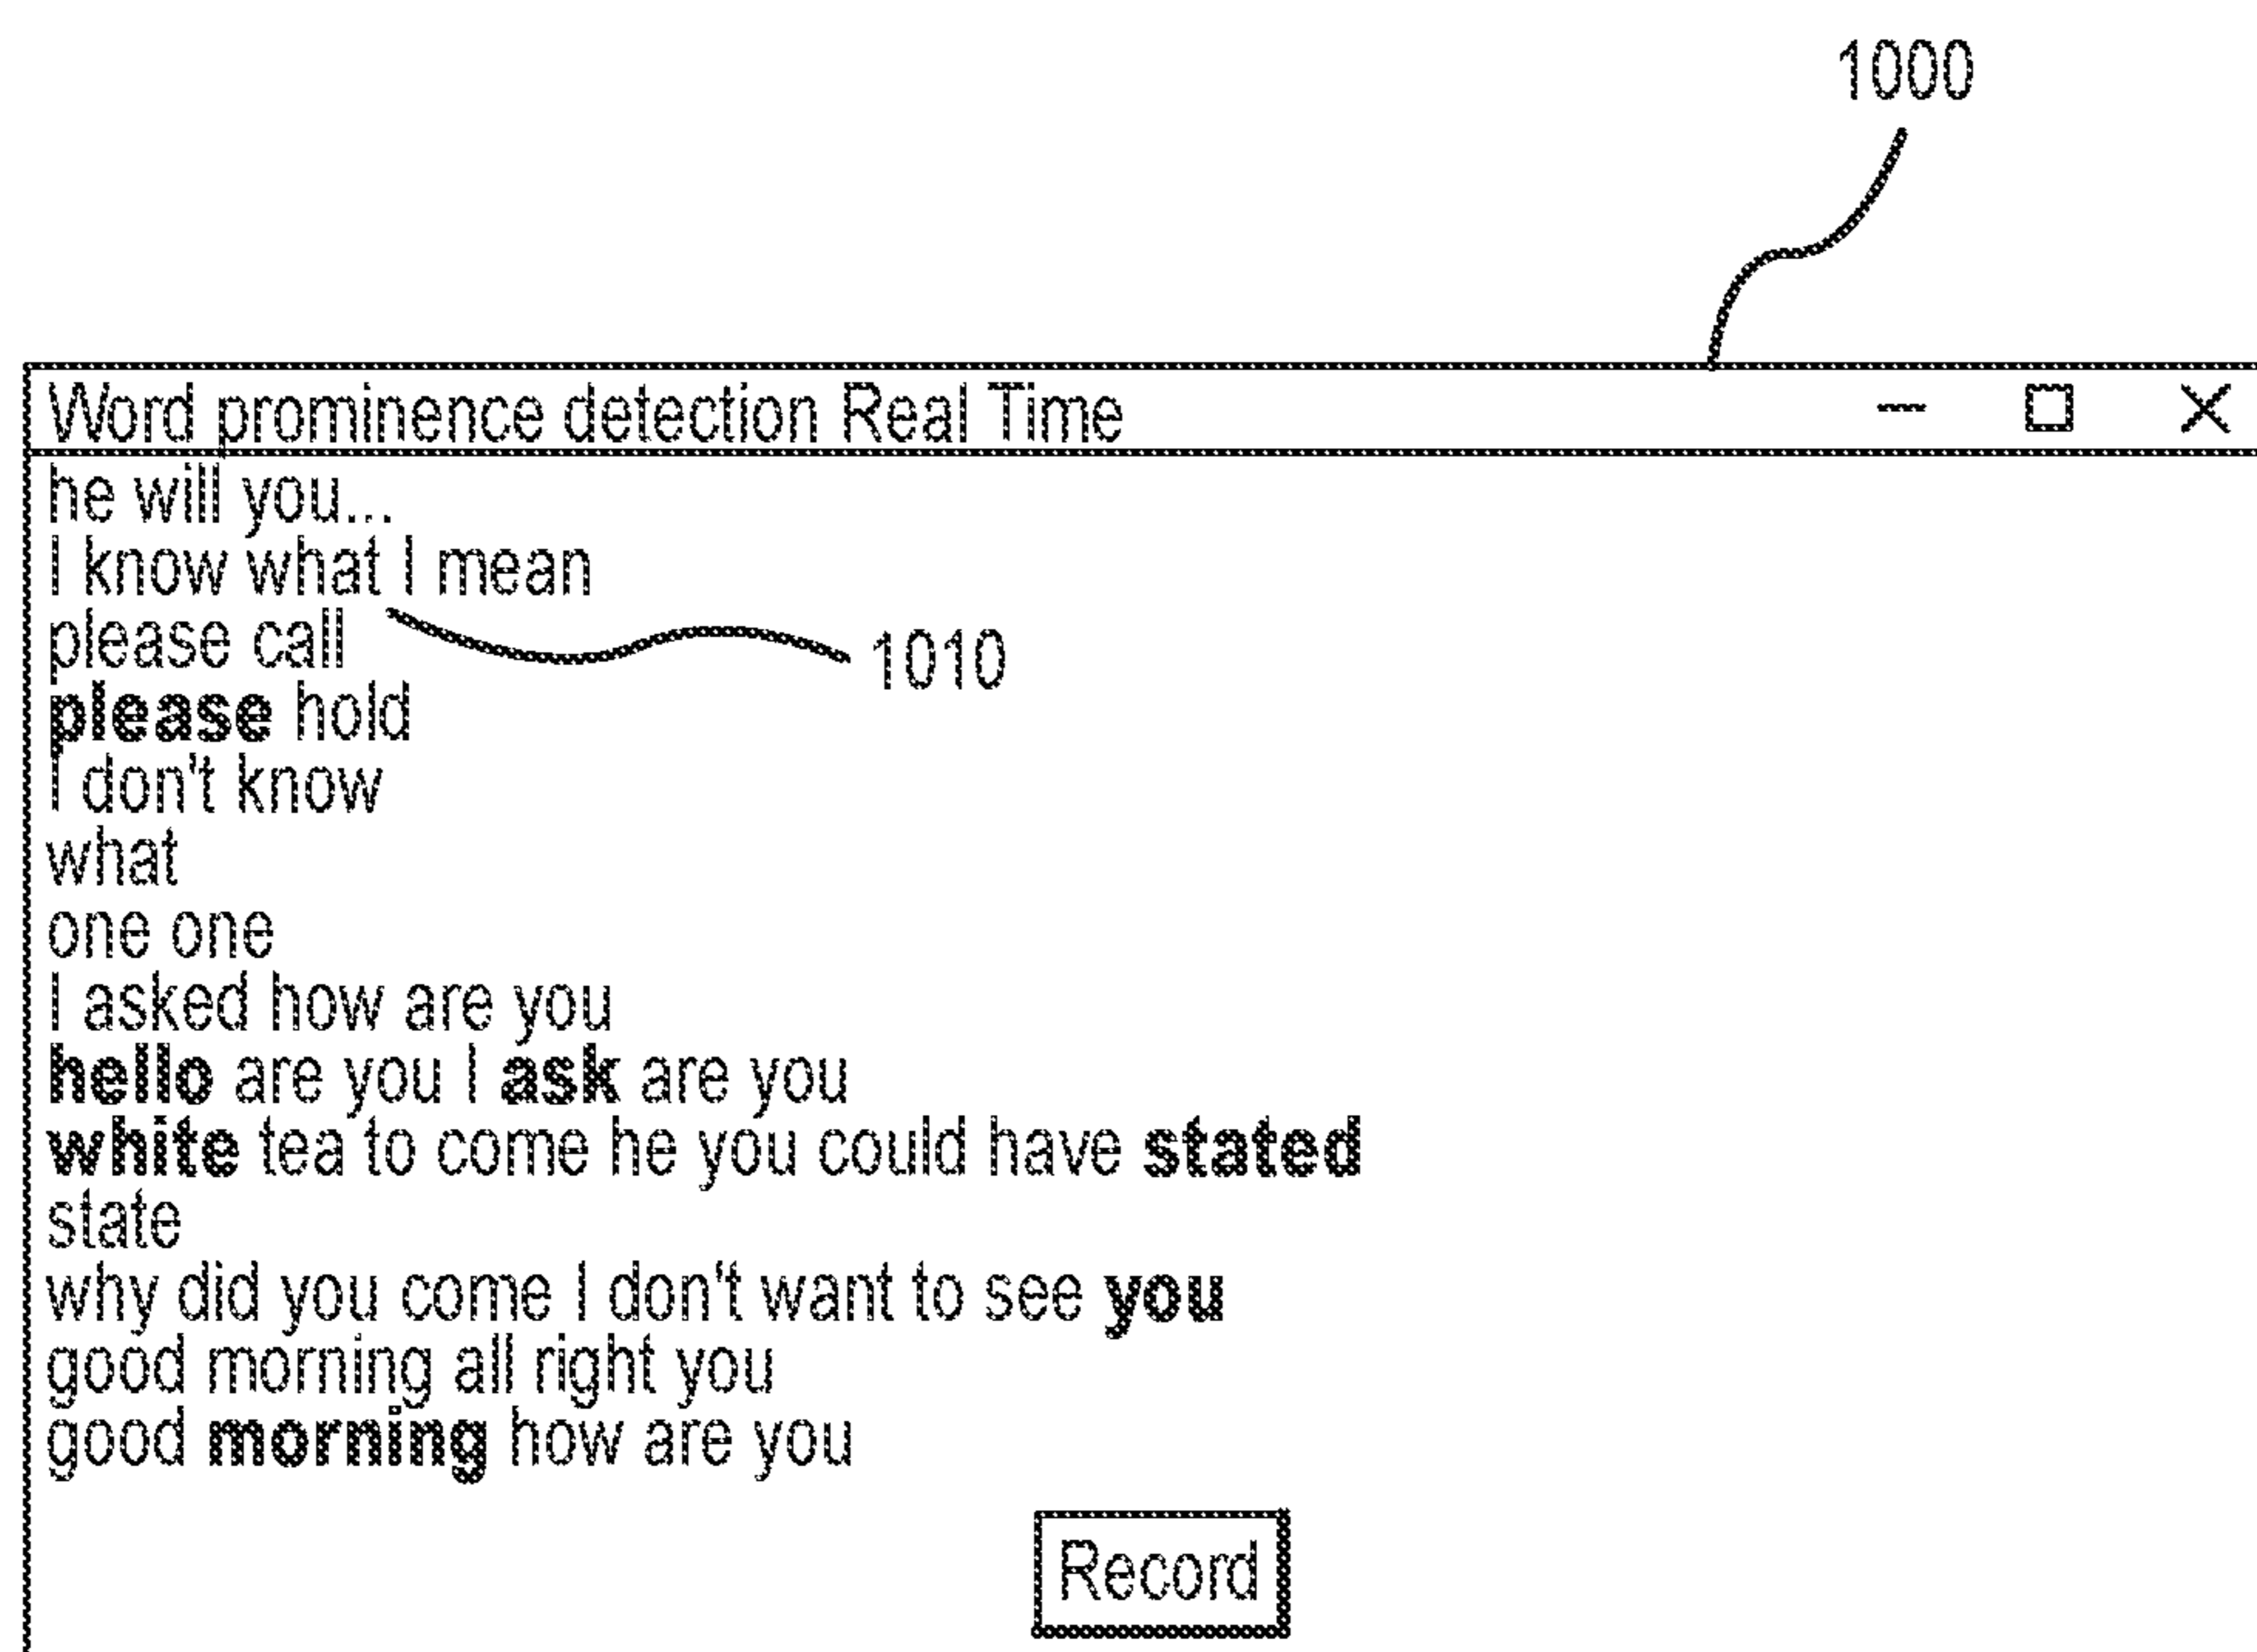 1000
Word prominence detection Real Time
he will you...
I know what I mean
please call
1010
please hold
I don't know
what
one one
I asked how are you
hello are you I ask are you
white tea to come he you could have stated
state
why did you come I don't want to see you
good morning all right you
good morning how are you
Record